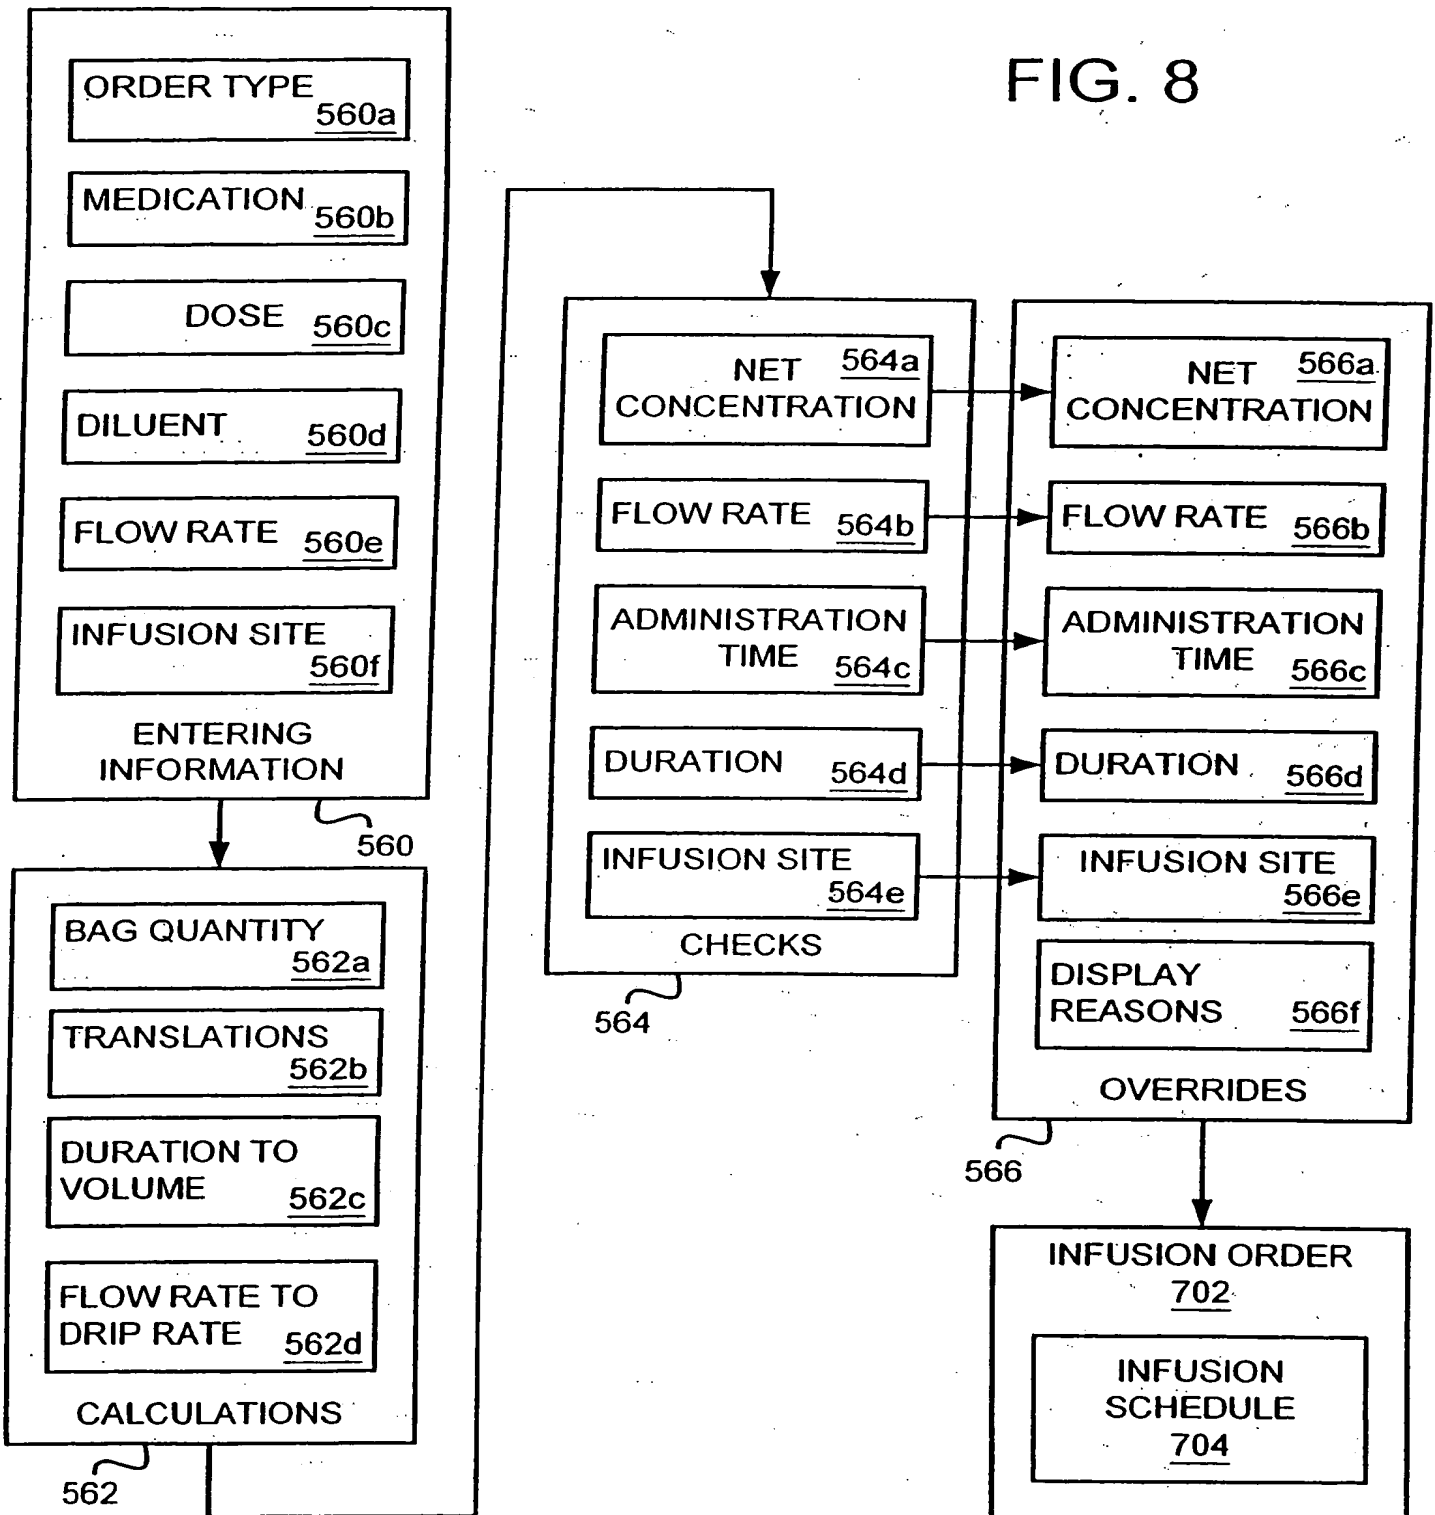 FIG. 8
ORDER TYPE
560a
MEDICATION
560b
DOSE
560c
DILUENT
560d
FLOW RATE
560e
INFUSION SITE
560f
ENTERING
INFORMATION
560
BAG QUANTITY
562a
TRANSLATIONS
562b
DURATION TO
VOLUME
562c
FLOW RATE TO
DRIP RATE
562d
CALCULATIONS
562
NET
564a
CONCENTRATION
FLOW RATE
564b
ADMINISTRATION
TIME
564c
DURATION
564d
INFUSION SITE
564e
CHECKS
564
NET
566a
CONCENTRATION
FLOW RATE
566b
ADMINISTRATION
TIME
566c
DURATION
566d
INFUSION SITE
566e
DISPLAY
REASONS
566f
OVERRIDES
566
INFUSION ORDER
702
INFUSION
SCHEDULE
704